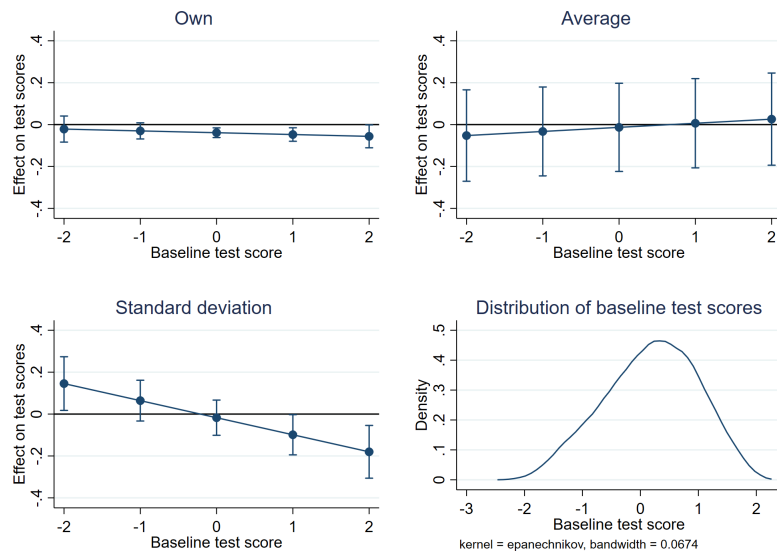 Own
Effect on test scores
.4
.2
0
-.2
-.4
-2 -1 0 1 2
Baseline test score
Average
Effect on test scores
.4
.2
0
-.2
-.4
-2 -1 0 1 2
Baseline test score
Standard deviation
Effect on test scores
.4
.2
0
-.2
-.4
-2 -1 0 1 2
Baseline test score
Distribution of baseline test scores
Density
.5
.4
.3
.2
.1
0
-3 -2 -1 0 1 2
Baseline test score
kernel = epanechnikov, bandwidth = 0.0674